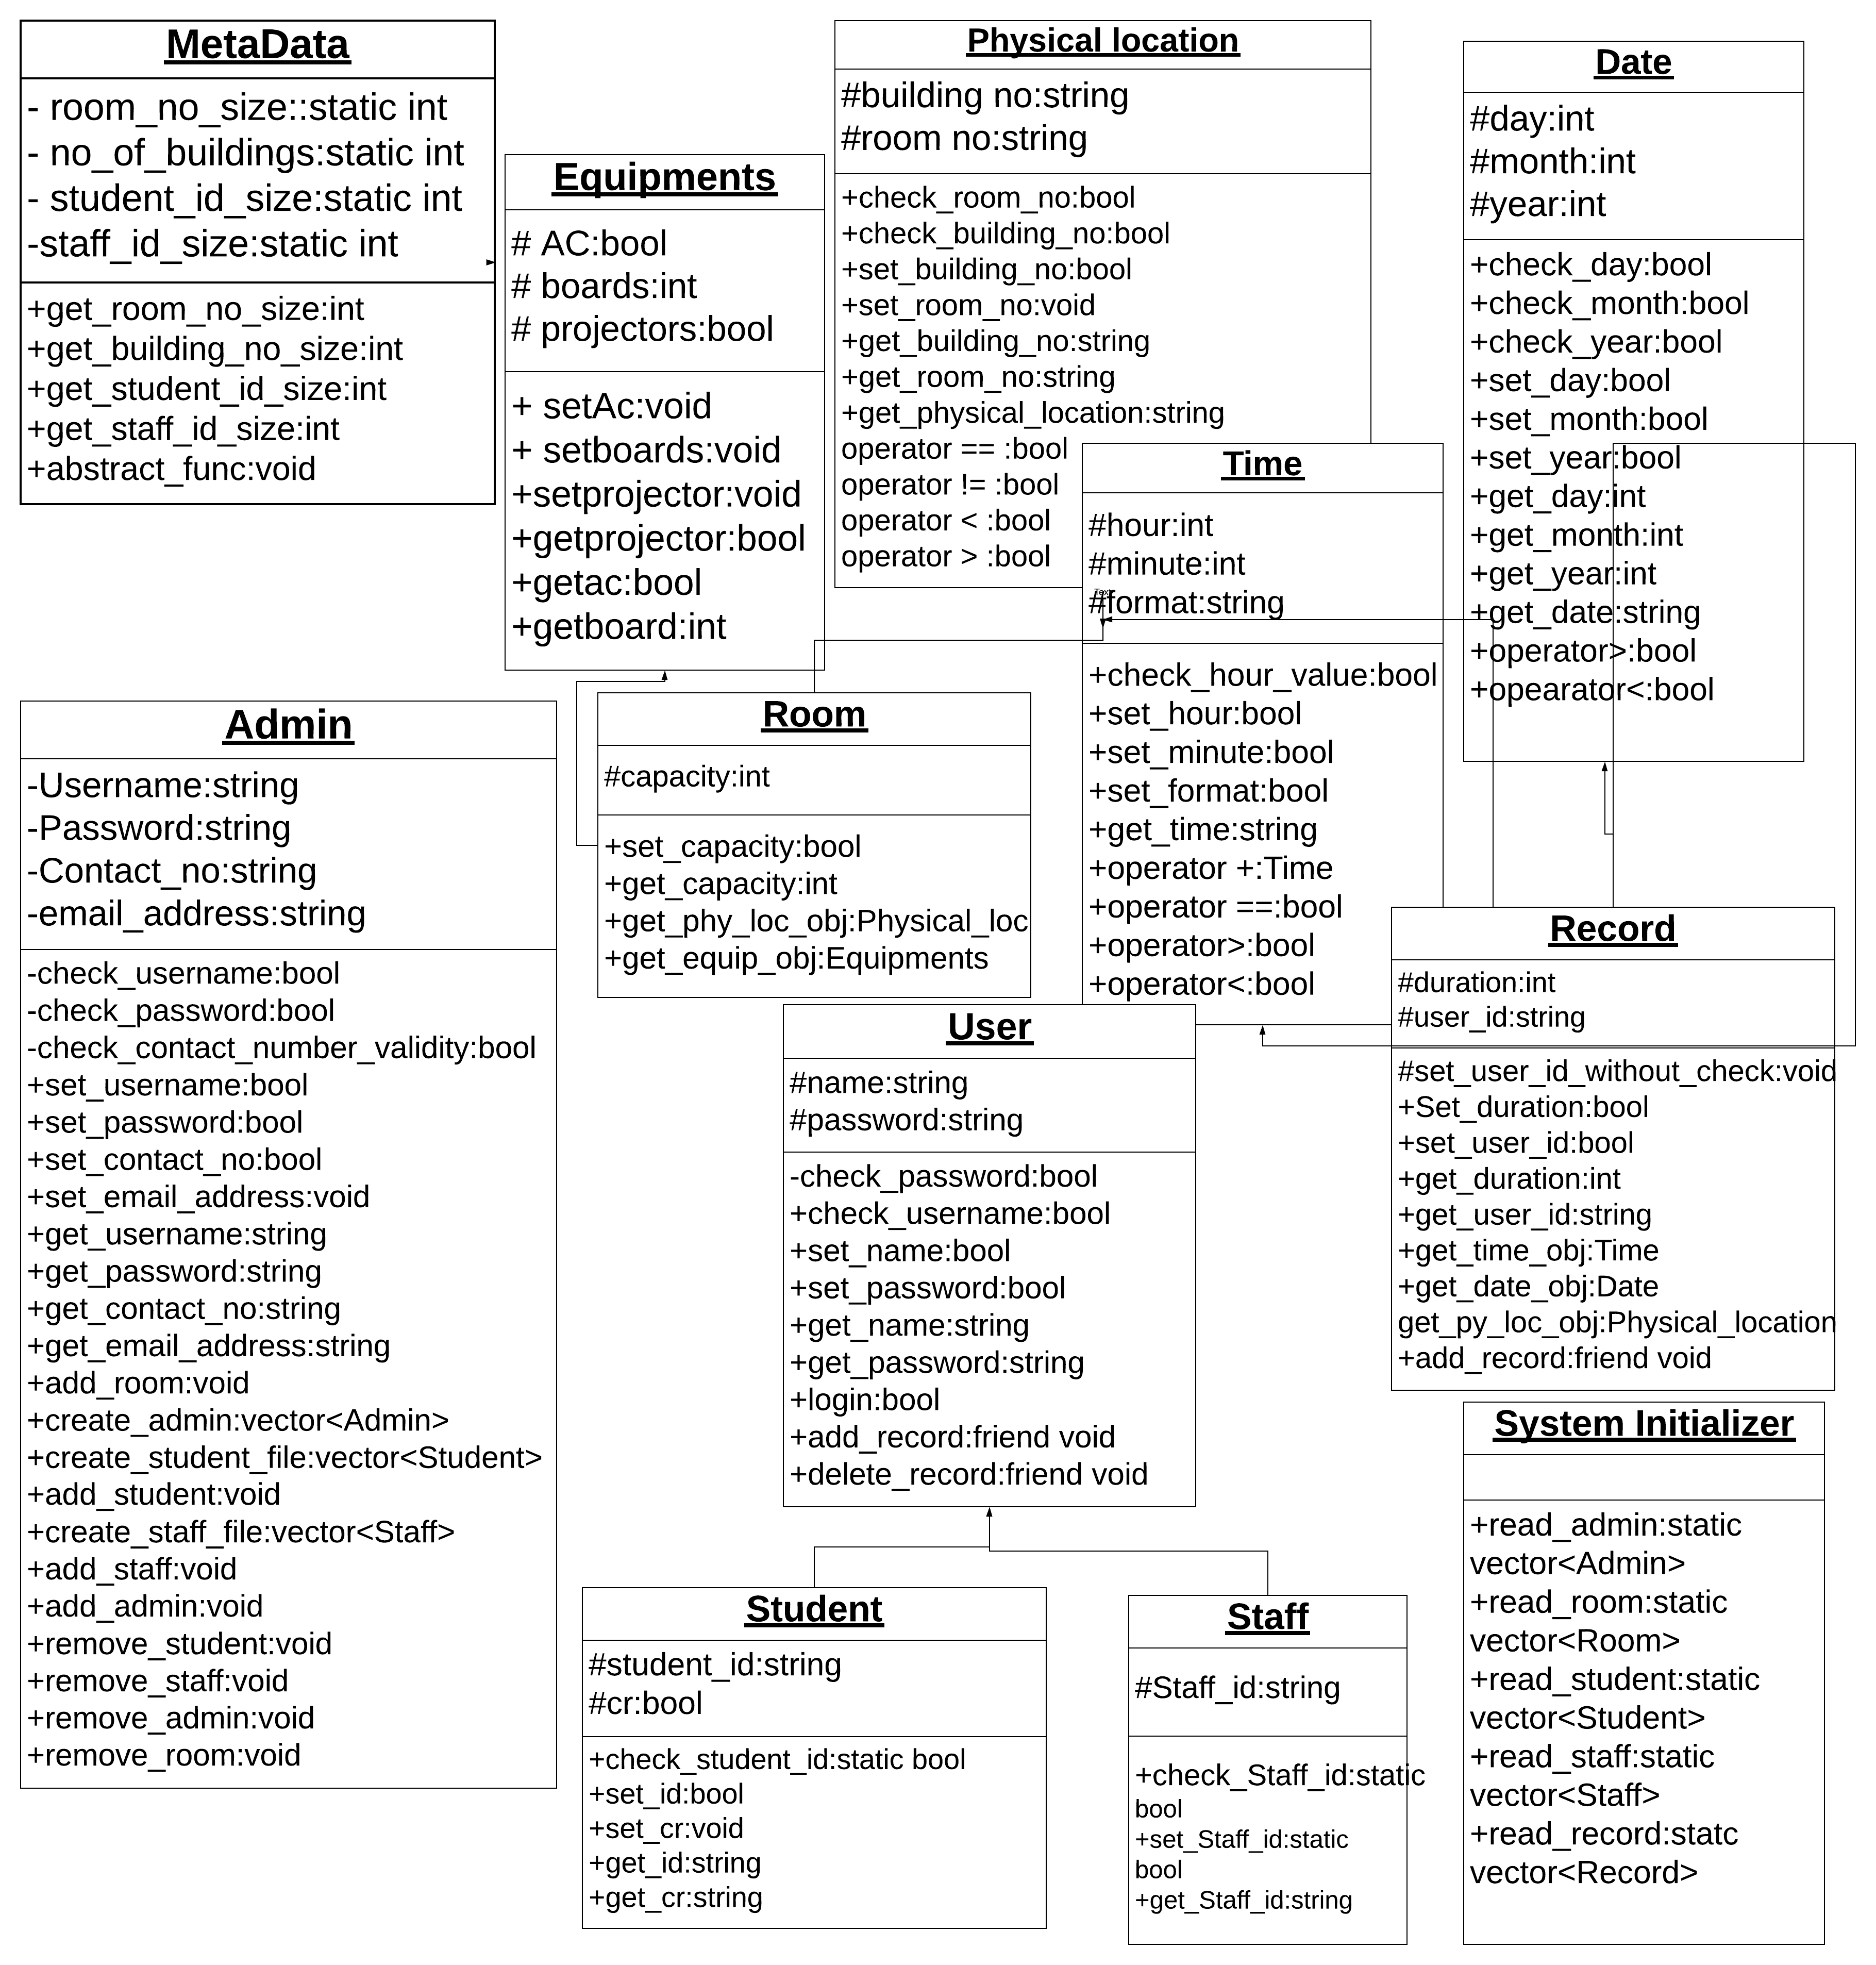 MetaData
- room_no_size::static int
- no_of_buildings:static int
- student_id_size:static int
-staff_id_size:static int
+get_room_no_size:int
+get_building_no_size:int
+get_student_id_size:int
+get_staff_id_size:int
+abstract_func:void
Equipments
# AC:bool
# boards:int
# projectors:bool
+ setAc:void
+ setboards:void
+setprojector:void
+getprojector:bool
+getac:bool
+getboard:int
Physical location
#building no:string
#room no:string
+check_room_no:bool
+check_building_no:bool
+set_building_no:bool
+set_room_no:void
+get_building_no:string
+get_room_no:string
+get_physical_location:string
operator == :bool
operator != :bool
operator < :bool
operator > :bool
Time
#hour:int
#minute:int
Text
#format:string
+check_hour_value:bool
+set_hour:bool
+set_minute:bool
+set_format:bool
+get_time:string
+operator +:Time
+operator ==:bool
+operator>:bool
+operator<:bool
Date
#day:int
#month:int
#year:int
+check_day:bool
+check_month:bool
+check_year:bool
+set_day:bool
+set_month:bool
+set_year:bool
+get_day:int
+get_month:int
+get_year:int
+get_date:string
+operator>:bool
+opearator<:bool
Admin
-Username:string
-Password:string
-Contact_no:string
-email_address:string
-check_username:bool
-check_password:bool
-check_contact_number_validity:bool
+set_username:bool
+set_password:bool
+set_contact_no:bool
+set_email_address:void
+get_username:string
+get_password:string
+get_contact_no:string
+get_email_address:string
+add_room:void
+create_admin:vector<Admin>
+create_student_file:vector<Student>
+add_student:void
+create_staff_file:vector<Staff>
+add_staff:void
+add_admin:void
+remove_student:void
+remove_staff:void
+remove_admin:void
+remove_room:void
Room
#capacity:int
+set_capacity:bool
+get_capacity:int
+get_phy_loc_obj:Physical_loc
+get_equip_obj:Equipments
User
#name:string
#password:string
-check_password:bool
+check_username:bool
+set_name:bool
+set_password:bool
+get_name:string
+get_password:string
+login:bool
+add_record:friend void
+delete_record:friend void
Record
#duration:int
#user_id:string
#set_user_id_without_check:void
+Set_duration:bool
+set_user_id:bool
+get_duration:int
+get_user_id:string
+get_time_obj:Time
+get_date_obj:Date
get_py_loc_obj:Physical_location
+add_record:friend void
Student
#student_id:string
#cr:bool
+check_student_id:static bool
+set_id:bool
+set_cr:void
+get_id:string
+get_cr:string
Staff
#Staff_id:string
+check_Staff_id:static
bool
+set_Staff_id:static
bool
+get_Staff_id:string
System Initializer
+read_admin:static
vector<Admin>
+read_room:static
vector<Room>
+read_student:static
vector<Student>
+read_staff:static
vector<Staff>
+read_record:statc
vector<Record>